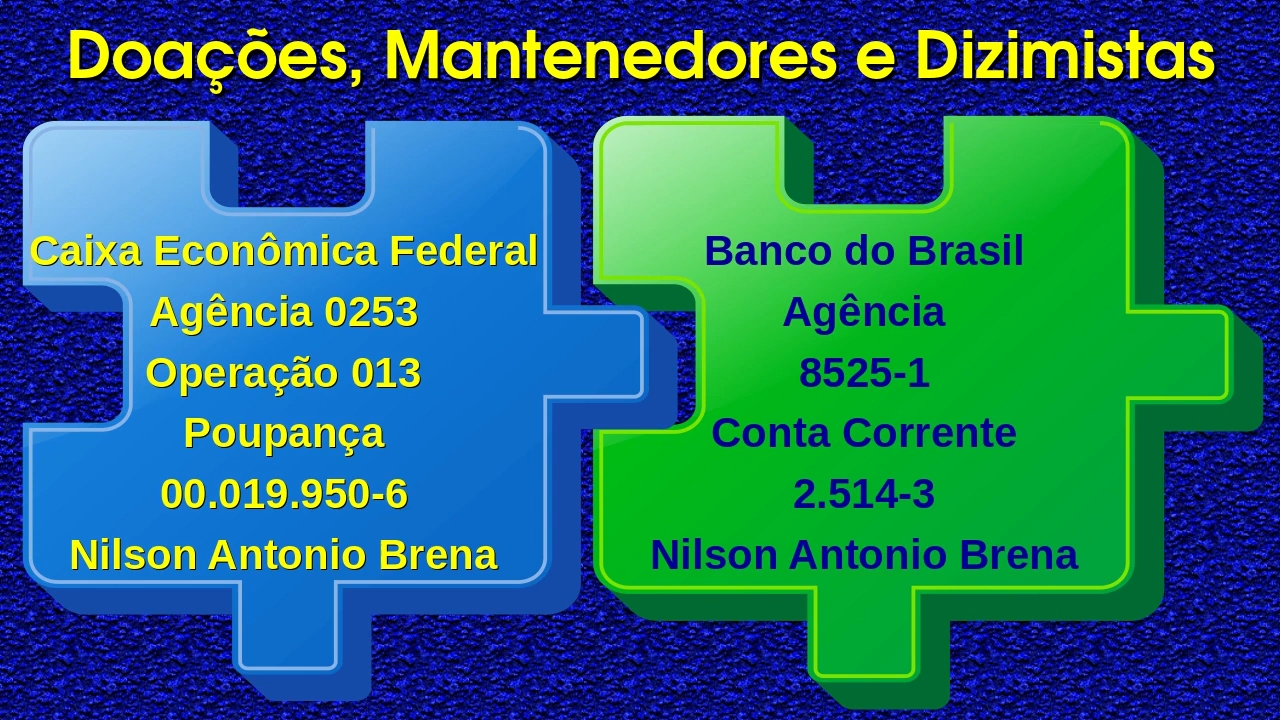 Doações, Mantenedores e Dizimistas
Caixa Econômica Federal
Agência 0253
Operação 013
Poupança
00.019.950-6
Nilson Antonio Brena
Banco do Brasil
Agência
8525-1
Conta Corrente
2.514-3
Nilson Antonio Brena